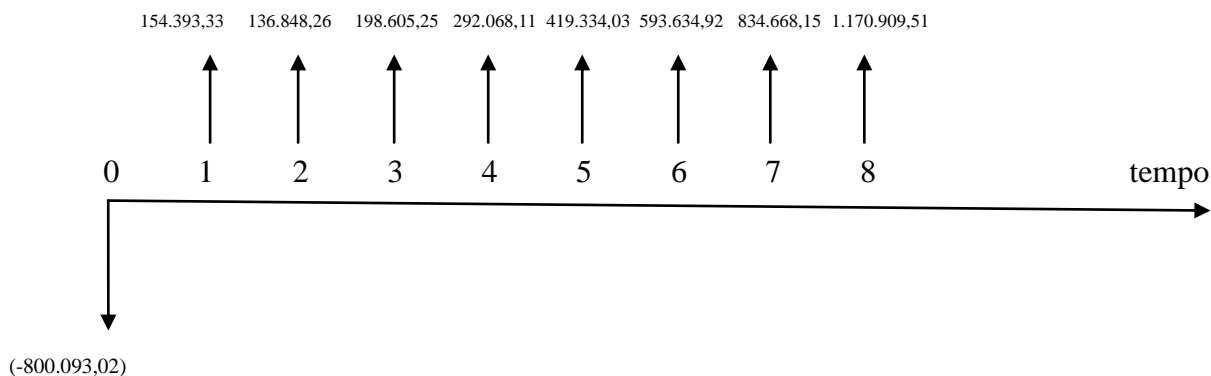 154.393,33 136.848,26 198.605,25 292.068,11 419.334,03 593.634,92 834.668,15 1.170.909,51
0 1 2 3 4 5 6 7 8 tempo
(-800.093,02)